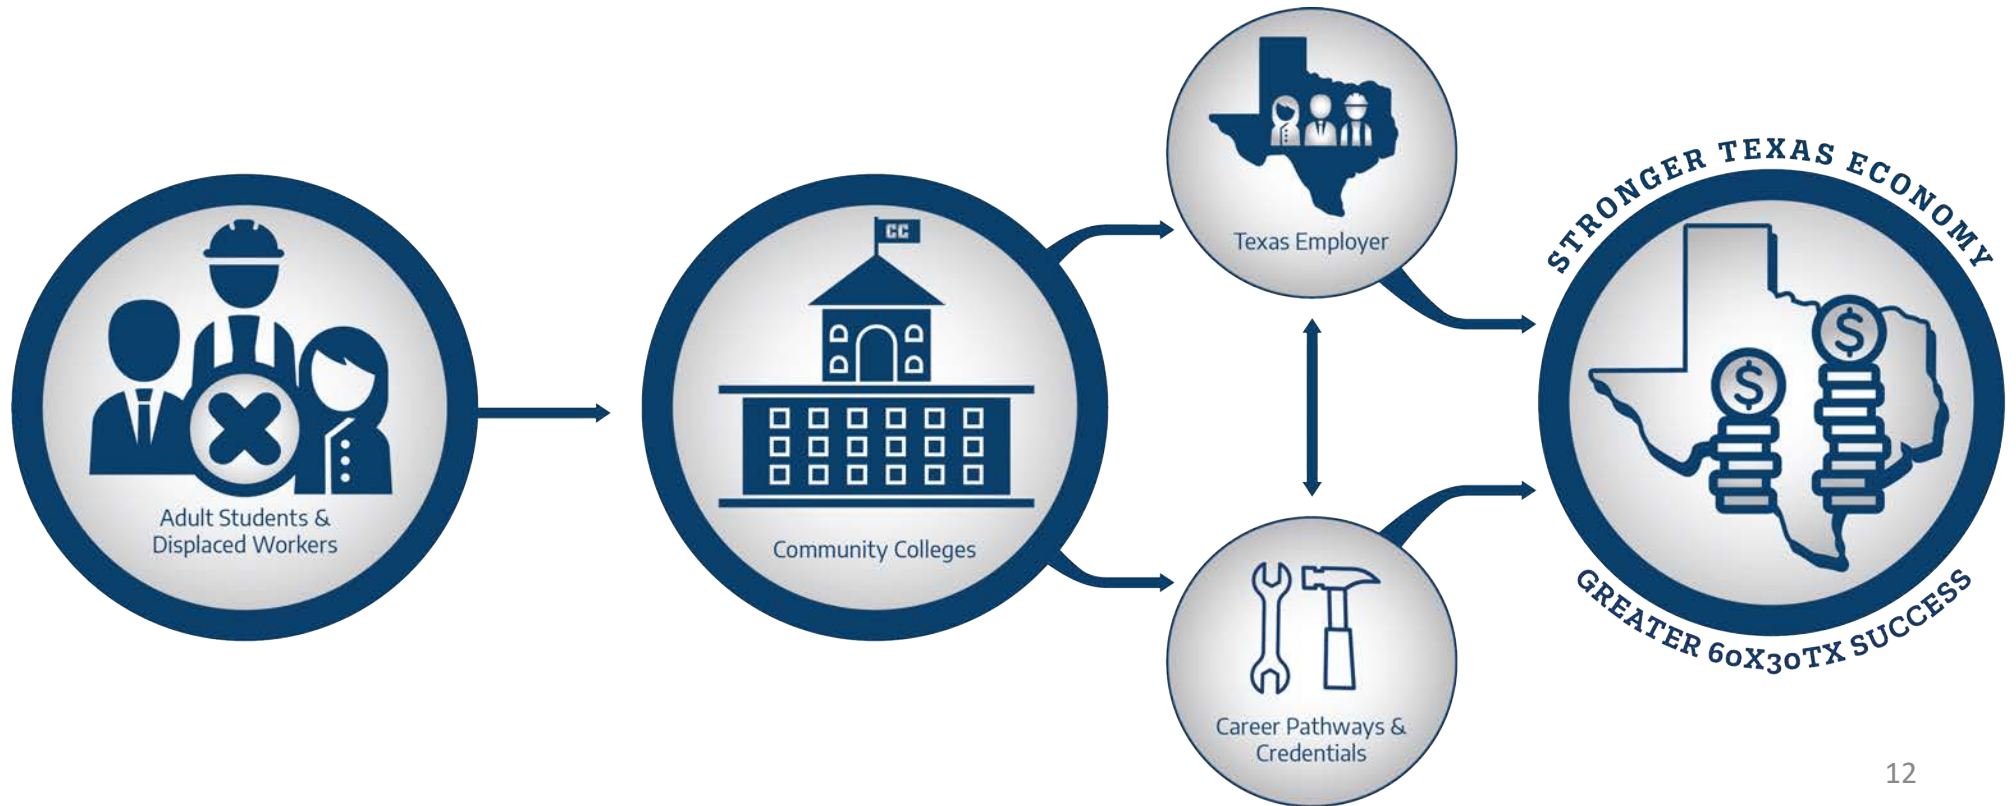 Adult Students &
Displaced Workers
CC
Community Colleges
Texas Employer
Career Pathways &
Credentials
STRONGER TEXAS ECONOMY
$
$
GREATER 60X30TX SUCCESS
12